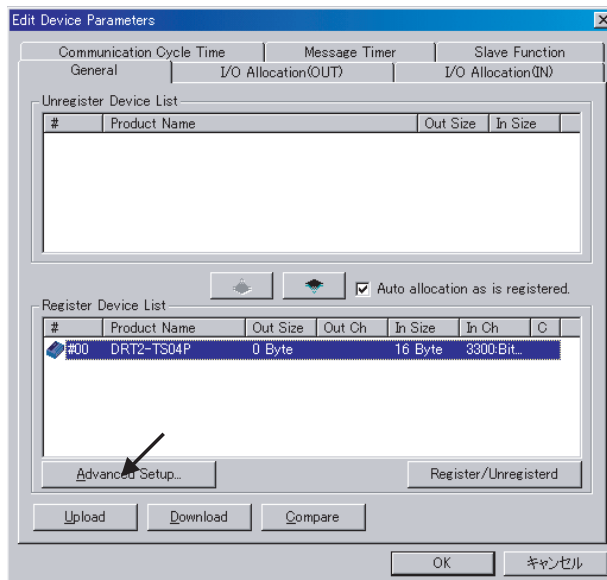 Edit Device Parameters
Communication Cycle Time Message Timer Slave Function
General I/O Allocation(OUT) I/O Allocation(IN)
Unregister Device List
# Product Name Out Size In Size
Auto allocation as is registered.
Register Device List
# Product Name Out Size Out Ch In Size In Ch C
#00 DRT2-TS04P 0 Byte 16 Byte 3300:Bit...
Advanced Setup... Register/Unregisterd
Upload Download Compare
OK キャンセル